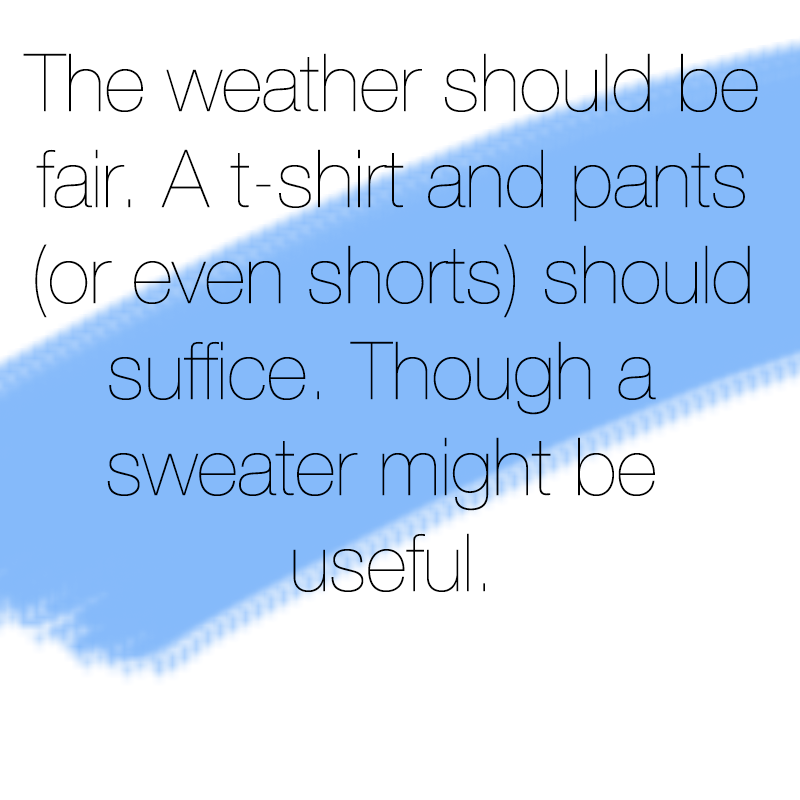 The weather should be
fair. A t-shirt and pants
(or even shorts) should
suffice. Though a
sweater might be
useful.